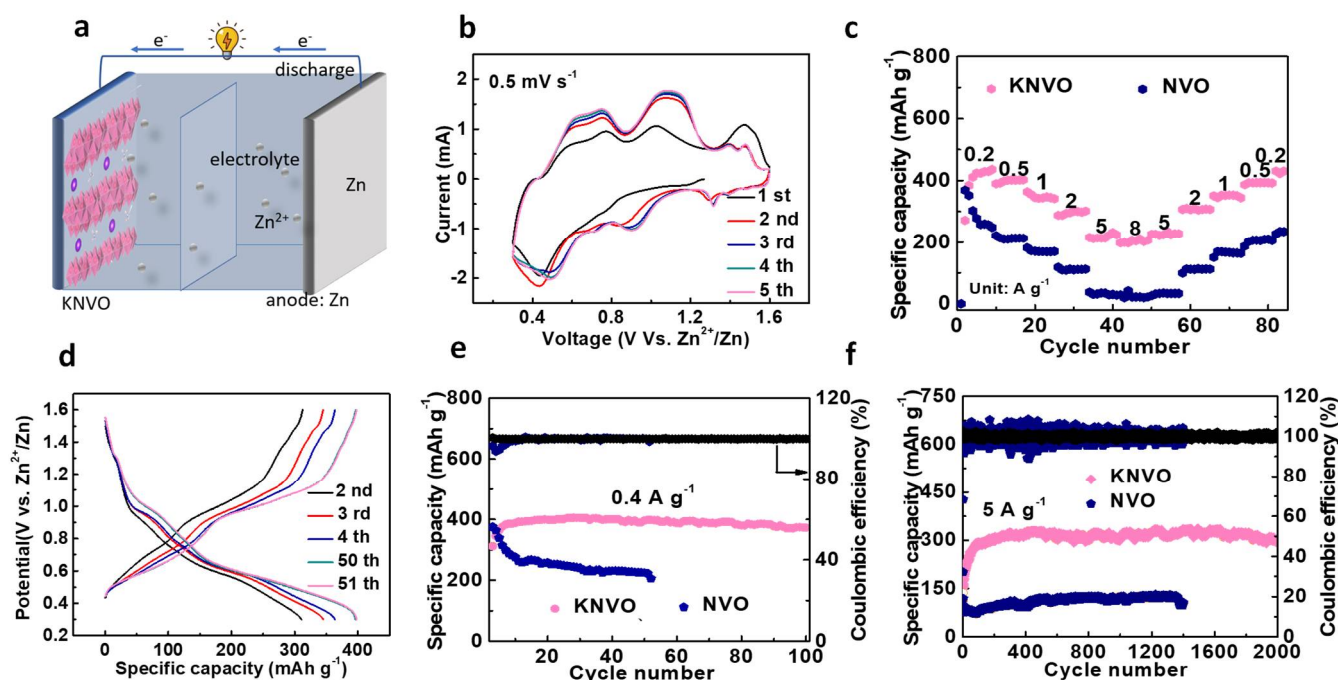 a
e-
e-
discharge
electrolyte
Zn
Zn2+
KNVO
anode: Zn
b
0.5 mV s-1
Current (mA)
2
1
0
-1
-2
1 st
2 nd
3 rd
4 th
5 th
0.4 0.8 1.2 1.6
Voltage (V Vs. Zn2+/Zn)
c
Specific capacity (mAh g-1)
800
600
400
200
0
KNVO NVO
0.2
0.5
1
2
5
8
5
2
1
0.5
0.2
Unit: A g-1
0 20 40 60 80
Cycle number
d
Potential(V vs. Zn2+/Zn)
1.6
1.4
1.2
1.0
0.8
0.6
0.4
0.2
2 nd
3 rd
4 th
50 th
51 th
0 100 200 300 400
Specific capacity (mAh g-1)
e
Specific capacity (mAh g-1)
800
700
600
400
200
0
0.4 A g-1
KNVO NVO
20 40 60 80 100
Cycle number
120
100
80
60
40
20
0
Coulombic efficiency (%)
f
Specific capacity (mAh g-1)
750
600
450
300
150
0
KNVO
NVO
5 A g-1
0 400 800 1200 1600 2000
Cycle number
120
100
80
60
40
20
0
Coulombic efficiency (%)